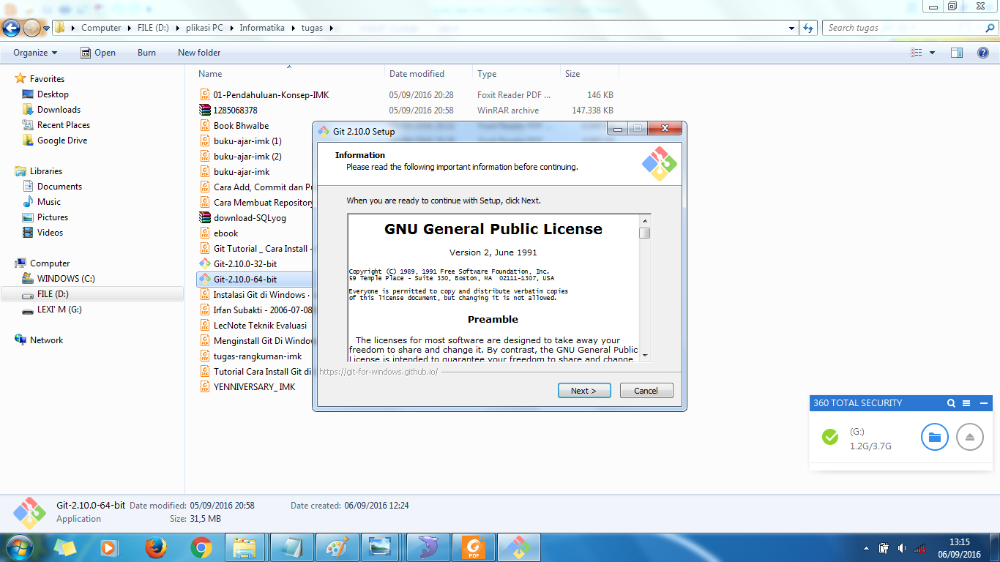 Computer FILE (D:) plikasi PC Informatika tugas
Search tugas
Organize Open Burn New folder
Name Date modified Type Size
Favorites
Desktop
Downloads
Recent Places
Google Drive
Libraries
Documents
Music
Pictures
Videos
Computer
WINDOWS (C:)
FILE (D:)
LEXI' M (G:)
Network
01-Pendahuluan-Konsep-IMK 05/09/2016 20:28 Foxit Reader PDF ... 146 KB
1285068378 05/09/2016 20:58 WinRAR archive 147.338 KB
Book Bhwalbe
buku-ajar-imk (1)
buku-ajar-imk (2)
buku-ajar-imk
Cara Add, Commit dan Pu
Cara Membuat Repository
download-SQLyog
ebook
Git Tutorial _ Cara Install -
Git-2.10.0-32-bit
Git-2.10.0-64-bit
Instalasi Git di Windows ·
Irfan Subakti - 2006-07-08
LecNote Teknik Evaluasi
Menginstall Git Di Window
tugas-rangkuman-imk
Tutorial Cara Install Git di
YENNIVERSARY_ IMK
Git 2.10.0 Setup
Information
Please read the following important information before continuing.
When you are ready to continue with Setup, click Next.
GNU General Public License
Version 2, June 1991
Copyright (C) 1989, 1991 Free Software Foundation, Inc.
59 Temple Place - Suite 330, Boston, MA 02111-1307, USA
Everyone is permitted to copy and distribute verbatim copies
of this license document, but changing it is not allowed.
Preamble
The licenses for most software are designed to take away your
freedom to share and change it. By contrast, the GNU General Public
License is intended to guarantee your freedom to share and change
https://git-for-windows.github.io/
Next > Cancel
360 TOTAL SECURITY
(G:)
1.2G/3.7G
Git-2.10.0-64-bit Date modified: 05/09/2016 20:58 Date created: 06/09/2016 12:24
Application Size: 31,5 MB
PDF
13:15
06/09/2016